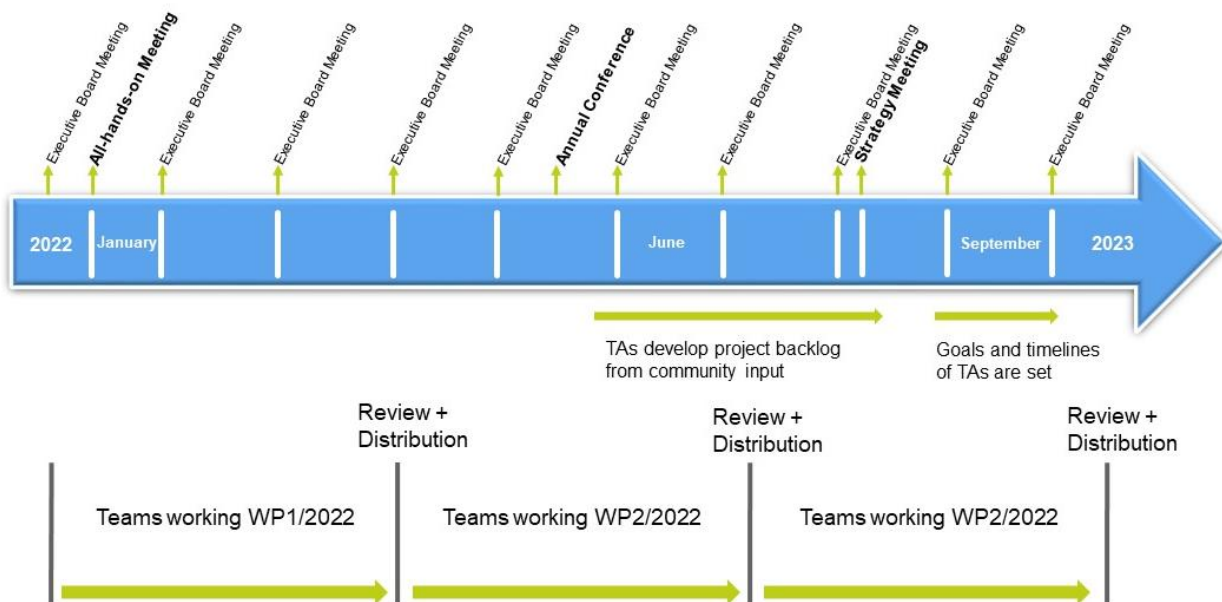 Executive Board Meeting
All-hands-on Meeting
Executive Board Meeting
Executive Board Meeting
Executive Board Meeting
Executive Board Meeting
Annual Conference
Executive Board Meeting
Executive Board Meeting
Executive Board Meeting
Strategy Meeting
Executive Board Meeting
Executive Board Meeting
2022
January
June
September
2023
TAs develop project backlog
from community input
Goals and timelines
of TAs are set
Review +
Distribution
Review +
Distribution
Review +
Distribution
Teams working WP1/2022
Teams working WP2/2022
Teams working WP2/2022